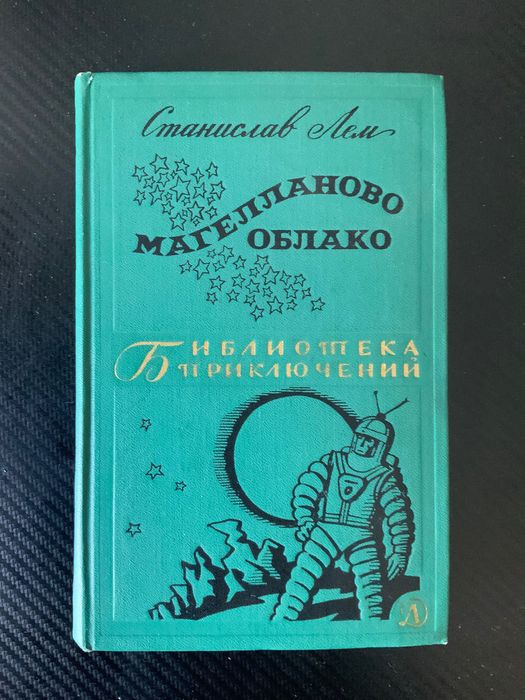 Станислав Лем
МАГЕЛЛАНОВО
ОБЛАКО
БИБЛИОТЕКА
ПРИКЛЮЧЕНИЙ
Д Л